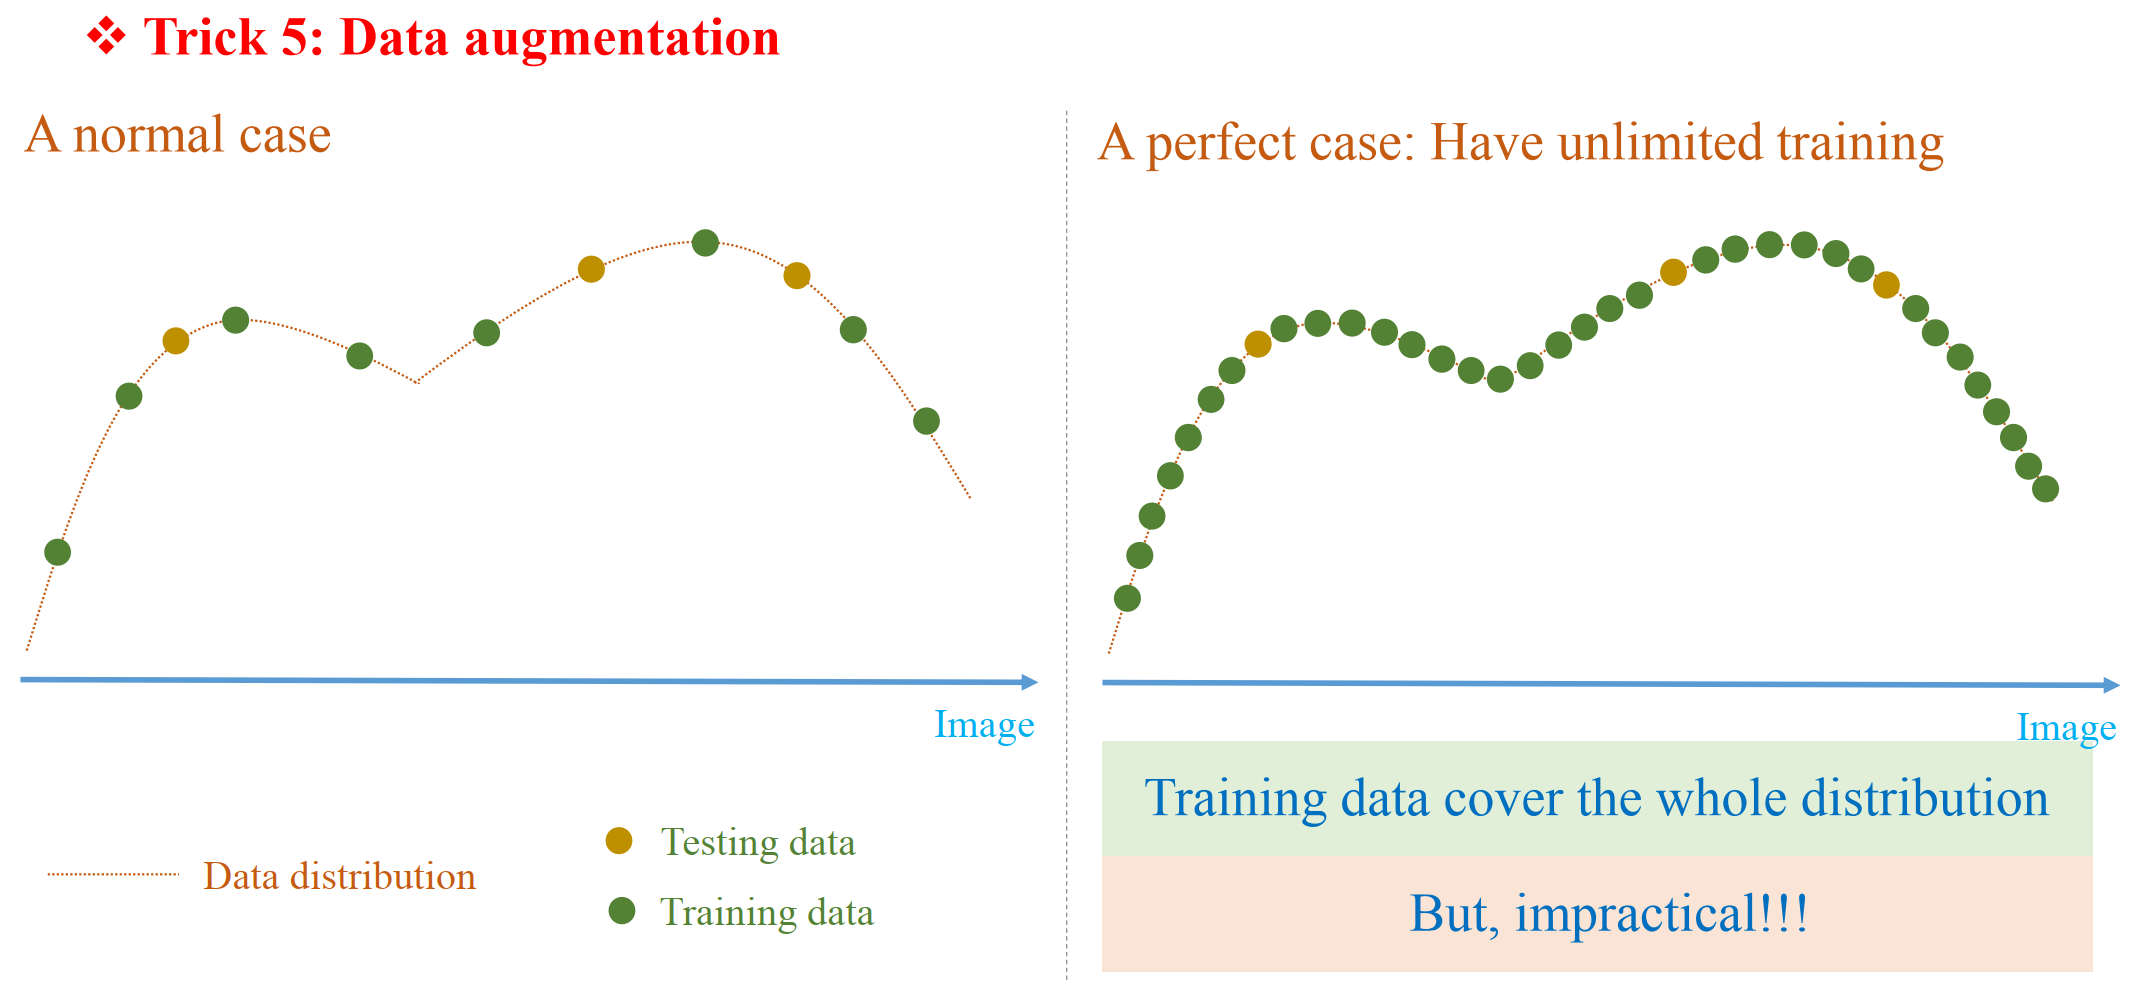 ❖ Trick 5: Data augmentation
A normal case
A perfect case: Have unlimited training
Image
Image
Data distribution
Testing data
Training data
Training data cover the whole distribution
But, impractical!!!